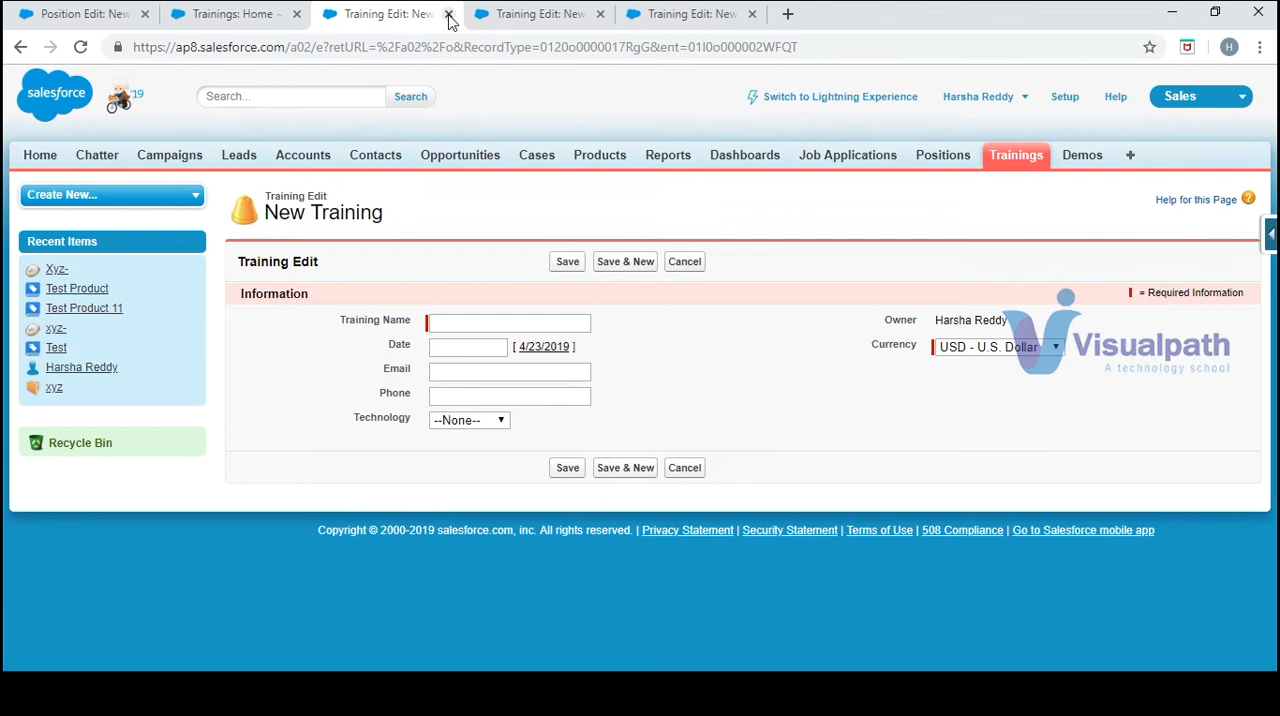 Position Edit: New
Trainings: Home ~
Training Edit: New
Training Edit: New
Training Edit: New
ap8.salesforce.com/a02/e?retURL=%2Fa02%2Fo&RecordType=0120o0000017RgG&ent=01I0o000002WFQT
H
salesforce
'19
Search...
Search
Switch to Lightning Experience
Harsha Reddy
Setup
Help
Sales
Home
Chatter
Campaigns
Leads
Accounts
Contacts
Opportunities
Cases
Products
Reports
Dashboards
Job Applications
Positions
Trainings
Demos
Create New...
Recent Items
Xyz-
Test Product
Test Product 11
xyz-
Test
Harsha Reddy
xyz
Recycle Bin
Training Edit
New Training
Help for this Page
Training Edit
Save
Save & New
Cancel
Information
= Required Information
Training Name
Owner
Harsha Reddy
Date
[ 4/23/2019 ]
Currency
USD - U.S. Dollar
Email
Phone
Technology
--None--
Visualpath
A technology school
Save
Save & New
Cancel
Copyright © 2000-2019 salesforce.com, inc. All rights reserved. | Privacy Statement | Security Statement | Terms of Use | 508 Compliance | Go to Salesforce mobile app